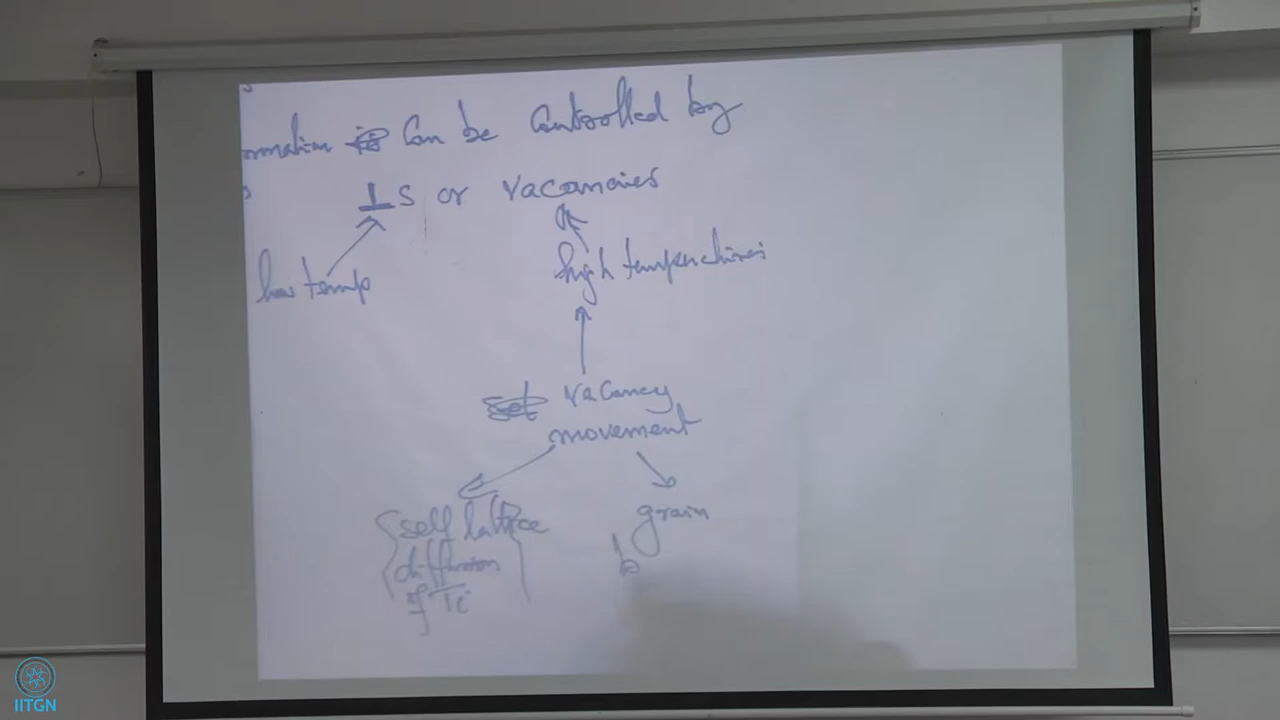 ormation can be controlled by
⊥s or vacancies
low temp
high temperatures
vacancy
movement
self lattice
diffusion
of Ti
grain
b
IITGN